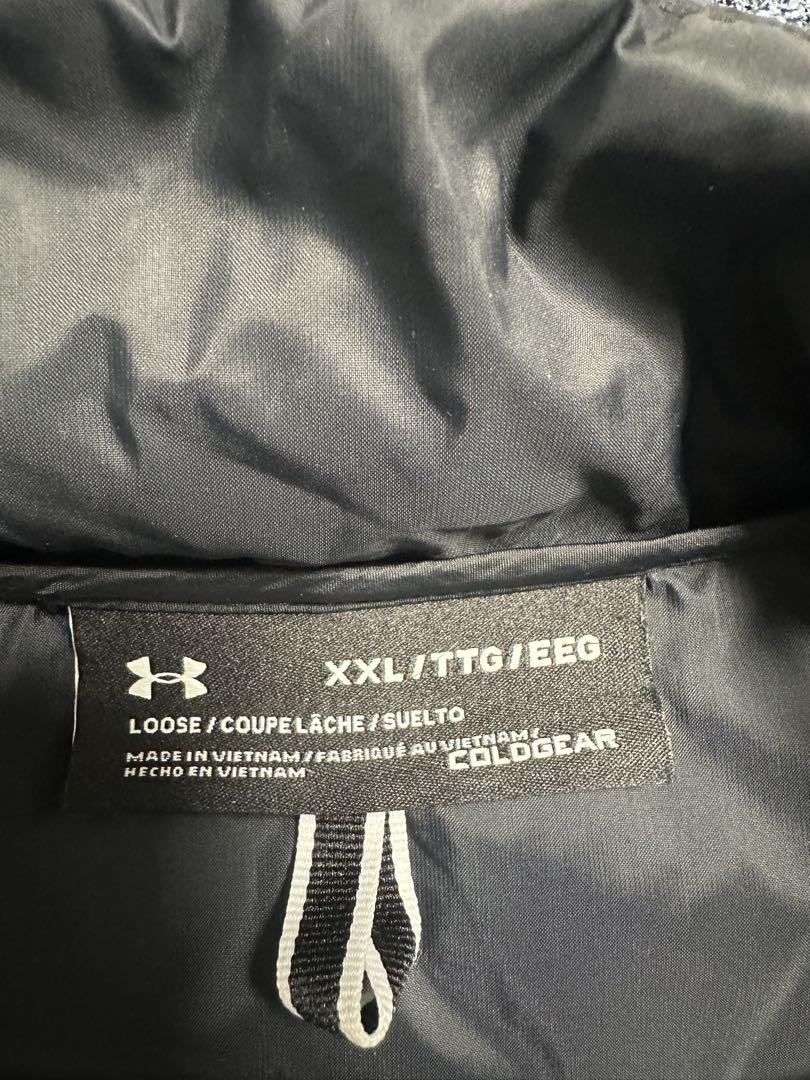 XXL/TTG/EEG
LOOSE / COUPE LÂCHE / SUELTO
MADE IN VIETNAM / FABRIQUÉ AU VIETNAM /
HECHO EN VIETNAM
COLDGEAR